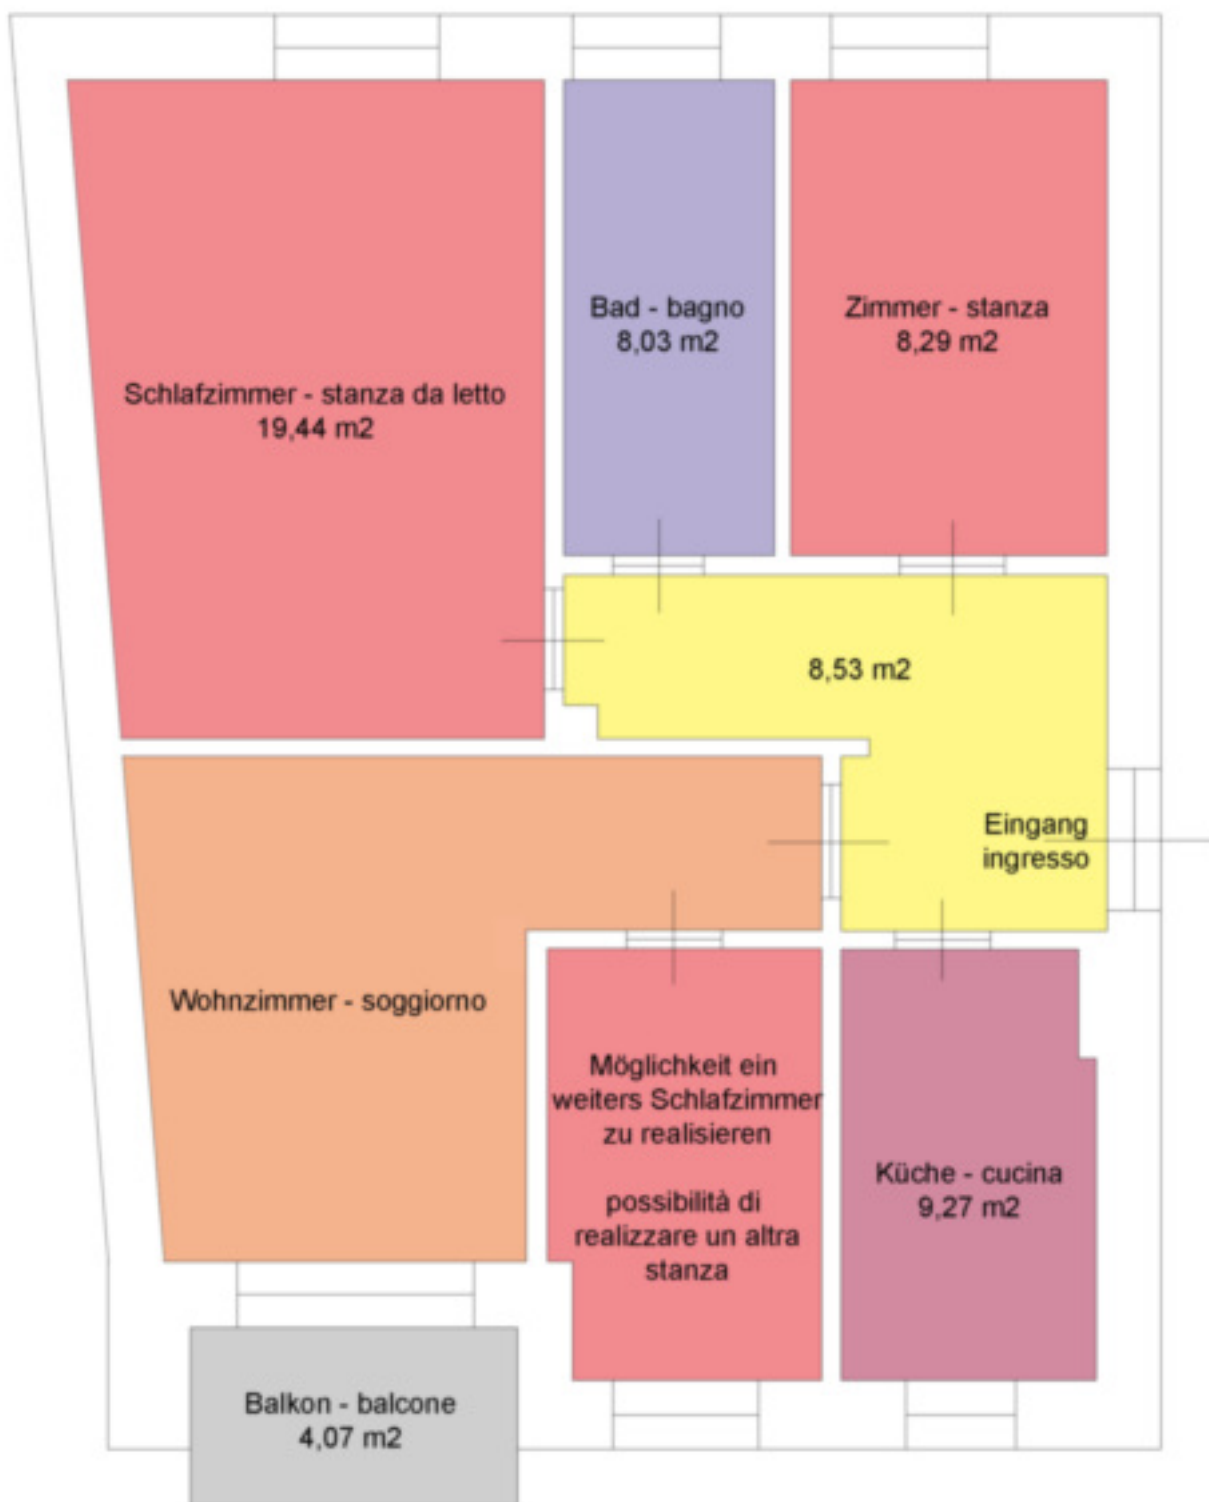 Bad - bagno
8,03 m2
Zimmer - stanza
8,29 m2
Schlafzimmer - stanza da letto
19,44 m2
8,53 m2
Eingang
ingresso
Wohnzimmer - soggiorno
Möglichkeit ein
weiters Schlafzimmer
zu realisieren
possibilità di
realizzare un altra
stanza
Küche - cucina
9,27 m2
Balkon - balcone
4,07 m2